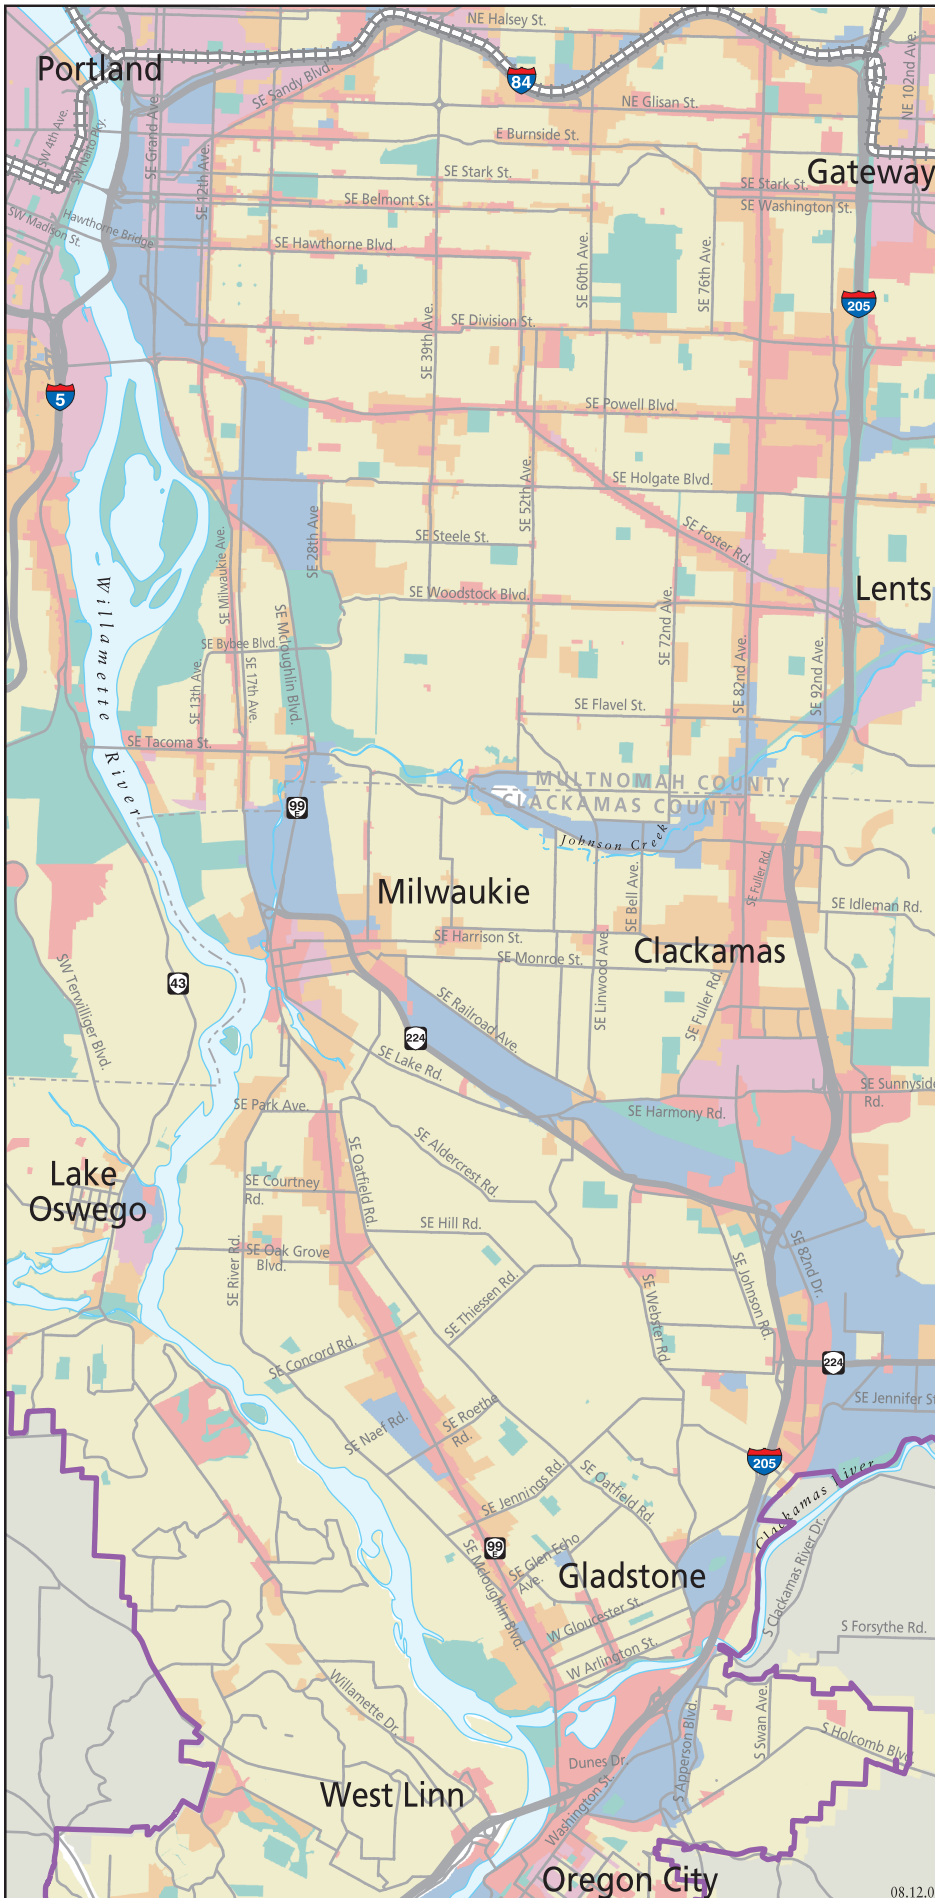 NE Halsey St.
Portland
SE Sandy Blvd.
84
NE 102nd Ave.
SE Grand Ave.
NE Glisan St.
SW 4th Ave.
SW Naito Pky.
E Burnside St.
SE 12th Ave.
SE Stark St.
Gateway
SE Stark St.
SE Belmont St.
SE Washington St.
SW Madison St.
Hawthorne Bridge
SE Hawthorne Blvd.
SE 60th Ave.
SE 76th Ave.
205
SE 39th Ave.
SE Division St.
5
SE Powell Blvd.
SE Holgate Blvd.
SE 52th Ave.
SE 28th Ave
SE Steele St.
SE Foster Rd.
SE Milwaukie Ave.
Willamette
River
SE Woodstock Blvd.
Lents
SE Mcloughlin Blvd.
SE 72nd Ave.
SE Bybee Blvd.
SE 13th Ave.
SE 17th Ave.
SE 82nd Ave.
SE 92nd Ave.
SE Flavel St.
SE Tacoma St.
MULTNOMAH COUNTY
CLACKAMAS COUNTY
99
E
Johnson Creek
SE Fuller Rd
SE Bell Ave.
Milwaukie
SE Idleman Rd.
SE Harrison St.
Clackamas
SE Monroe St.
SE Linwood Ave.
SW Terwilliger Blvd.
43
SE Fuller Rd.
SE Railroad Ave.
224
SE Lake Rd.
SE Sunnyside
Rd.
SE Park Ave.
SE Harmony Rd.
SE Oatfield Rd.
SE Aldercrest Rd.
Lake
Oswego
SE Courtney
Rd.
SE Hill Rd.
SE River Rd.
SE Oak Grove
Blvd.
SE 82nd Dr.
SE Thiessen Rd.
SE Webster Rd
SE Johnson Rd.
SE Concord Rd.
224
SE Jennifer St
SE Naef Rd.
SE Roethe
Rd.
205
SE Jennings Rd.
SE Oatfield Rd.
Clackamas River
99
E
SE Mcloughlin Blvd.
SE Glen Echo
Ave.
S Clackamas River Dr.
Gladstone
W Gloucester St.
S Forsythe Rd.
W Arlington St.
Willamette Dr.
S Apperson Blvd.
S Swan Ave.
S Holcomb Blvd.
Dunes Dr.
West Linn
Washington St.
Oregon City
08.12.0